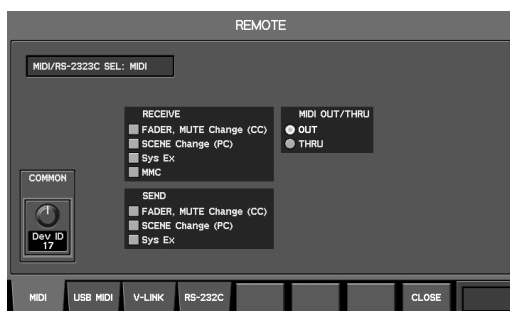 REMOTE
MIDI/RS-2323C SEL: MIDI
RECEIVE
FADER, MUTE Change (CC)
SCENE Change (PC)
Sys Ex
MMC
MIDI OUT/THRU
OUT
THRU
COMMON
Dev ID
17
SEND
FADER, MUTE Change (CC)
SCENE Change (PC)
Sys Ex
MIDI USB MIDI V-LINK RS-232C CLOSE